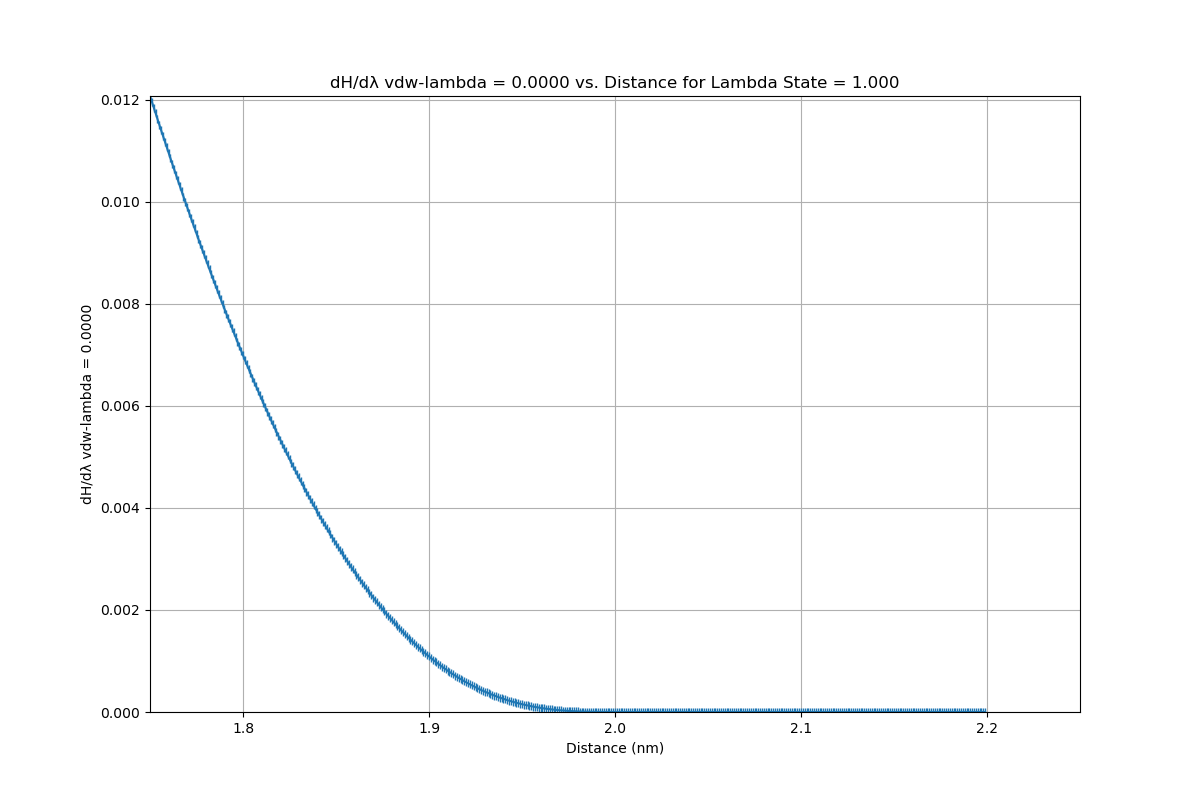 dH/dλ vdw-lambda = 0.0000 vs. Distance for Lambda State = 1.000
dH/dλ vdw-lambda = 0.0000
0.012
0.010
0.008
0.006
0.004
0.002
0.000
1.8 1.9 2.0 2.1 2.2
Distance (nm)